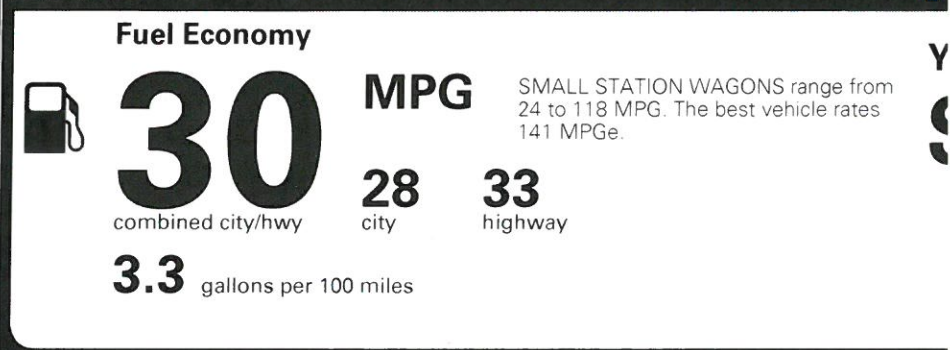 Fuel Economy
30
MPG
SMALL STATION WAGONS range from
24 to 118 MPG. The best vehicle rates
141 MPGe.
28
33
combined city/hwy
city
highway
3.3 gallons per 100 miles
Y